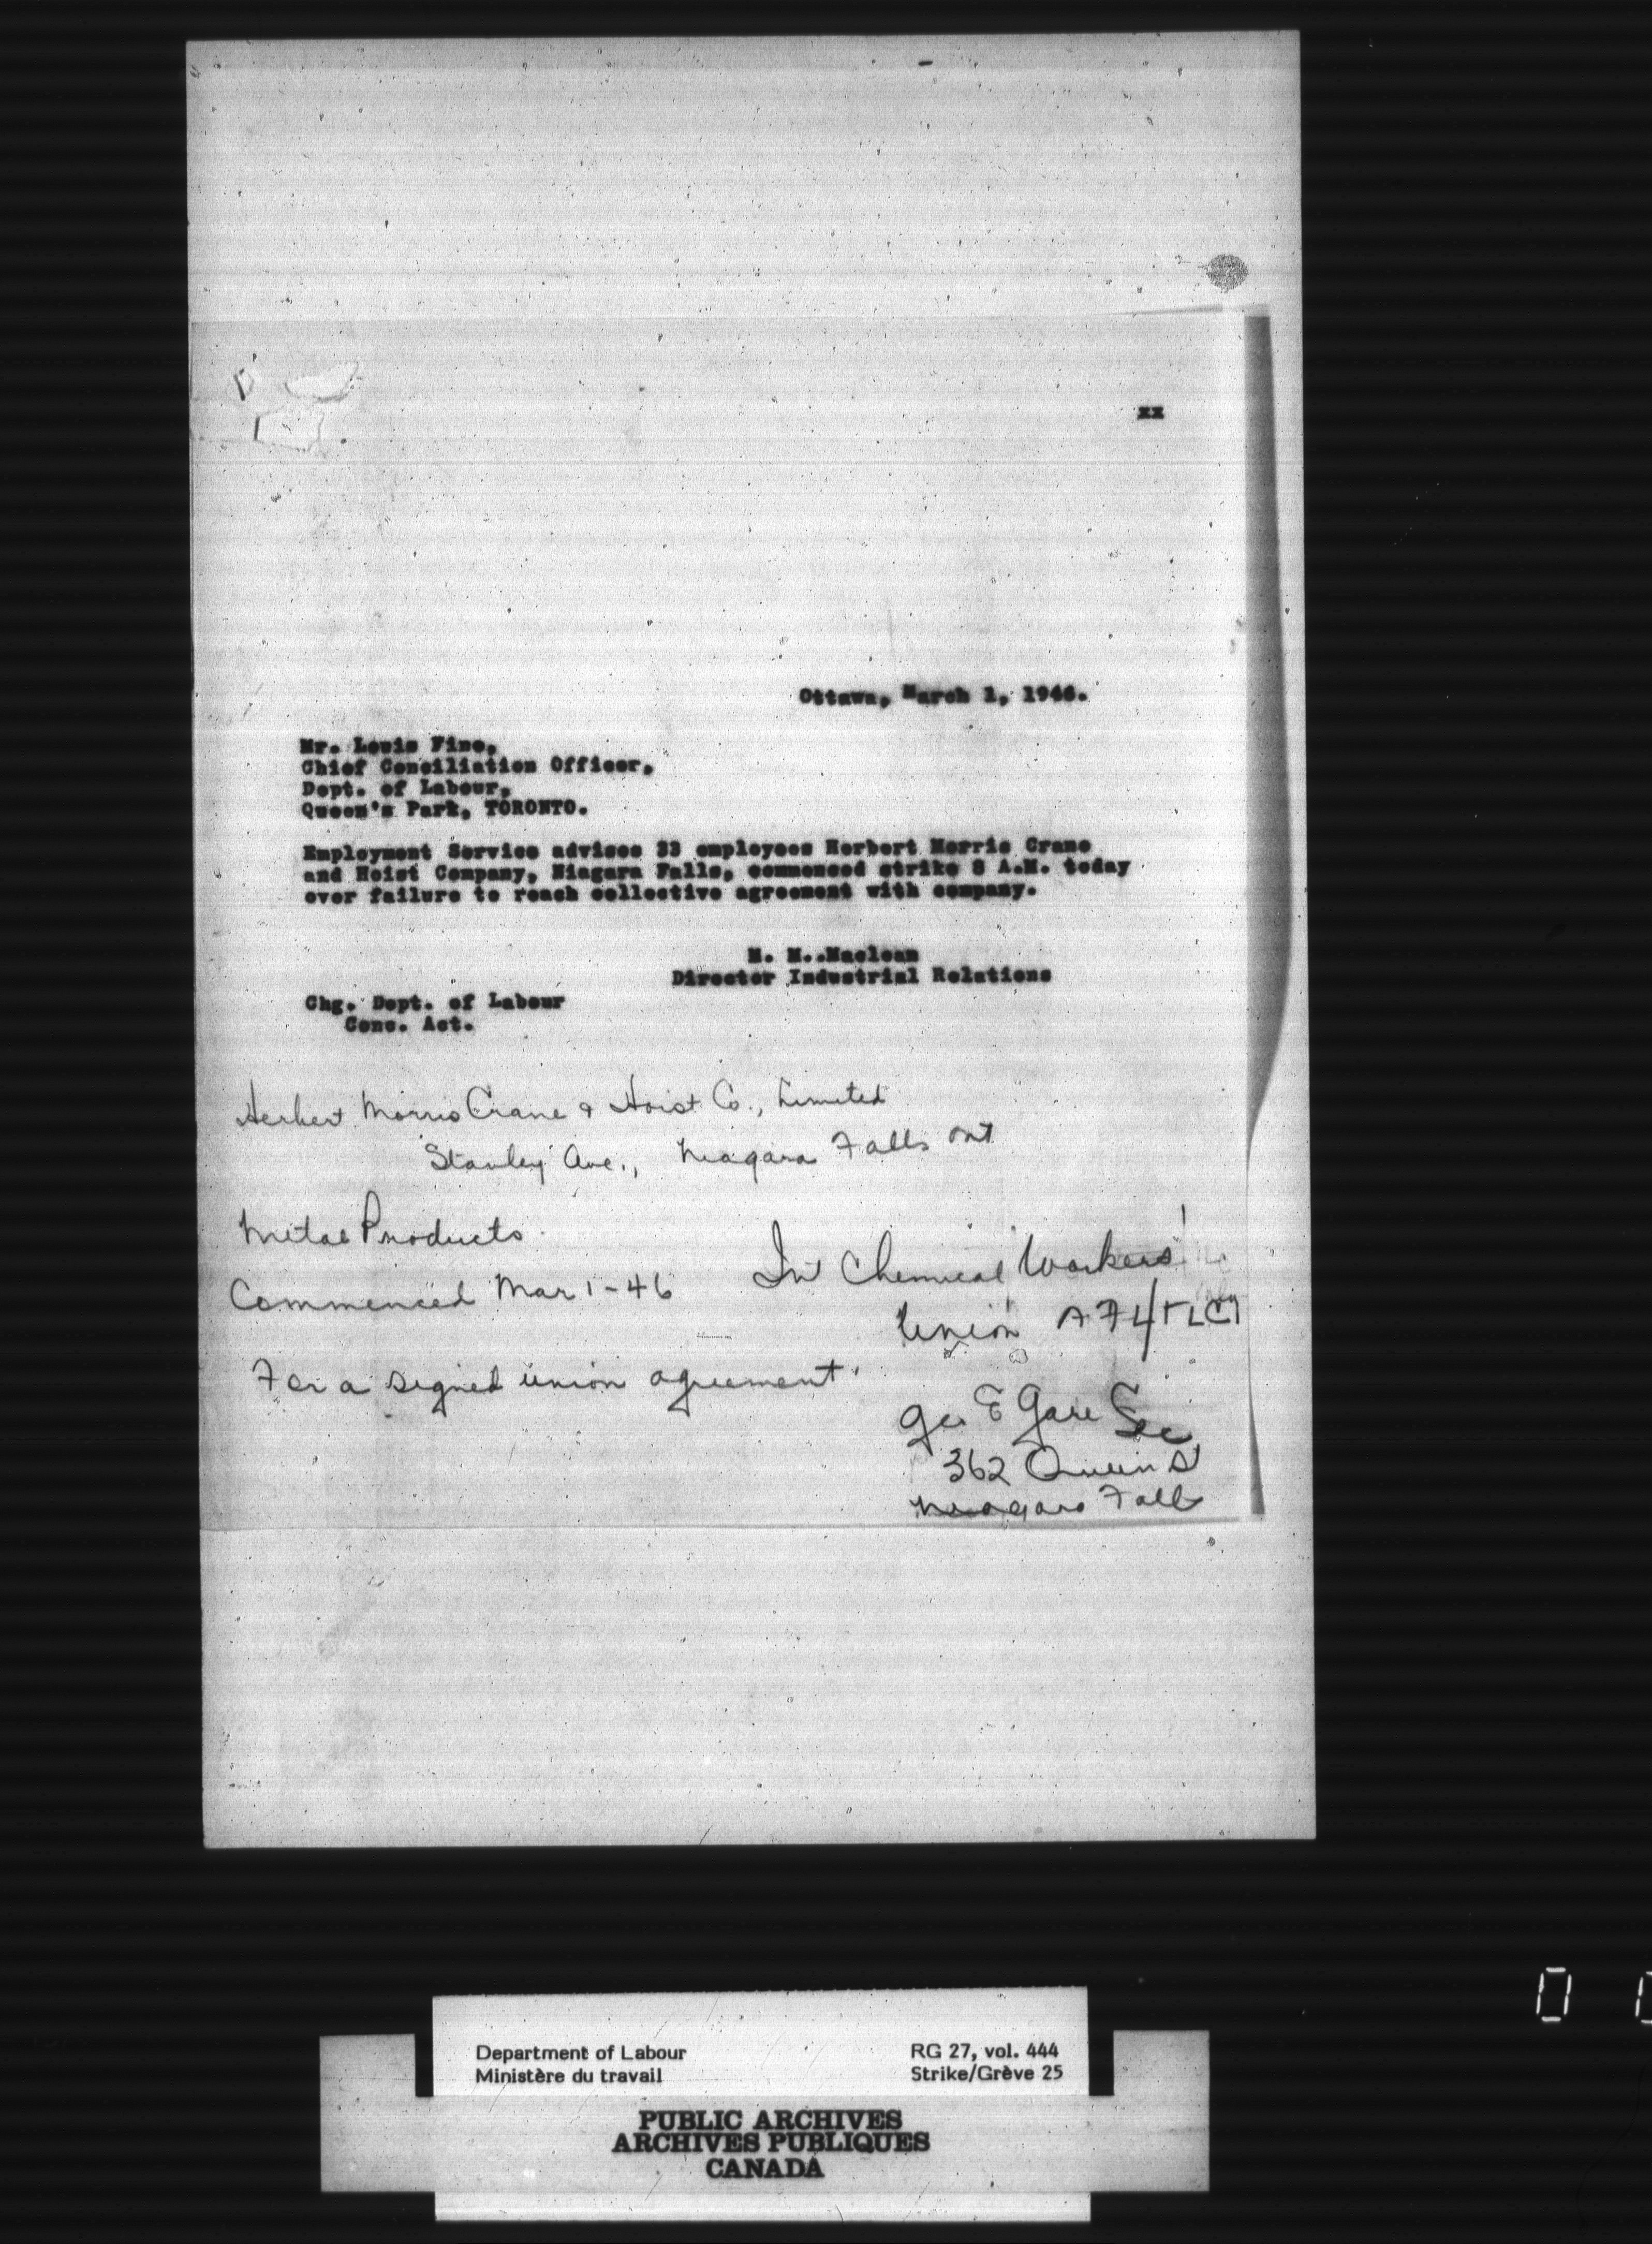 xx
Ottawa, March 1, 1946.
Mr. Louis Fine,
Chief Conciliation Officer,
Dept. of Labour,
Queen's Park, TORONTO.
Employment Service advises 33 employees Herbert Morris Crane
and Hoist Company, Niagara Falls, commenced strike 8 A.M. today
over failure to reach collective agreement with company.
M. M. Maclean
Director Industrial Relations
Chg. Dept. of Labour
Conc. Act.
Herbert Morris Crane & Hoist Co., Limited
Stanley Ave., Niagara Falls Ont
Metal Products
Commenced Mar 1-46
Int Chemical Workers'
Union AFL/TLC
For a signed union agreement.
Geo E Gare Sec
362 Queen St
Niagara Falls
Department of Labour
Ministère du travail
RG 27, vol. 444
Strike/Grève 25
PUBLIC ARCHIVES
ARCHIVES PUBLIQUES
CANADA
0 0